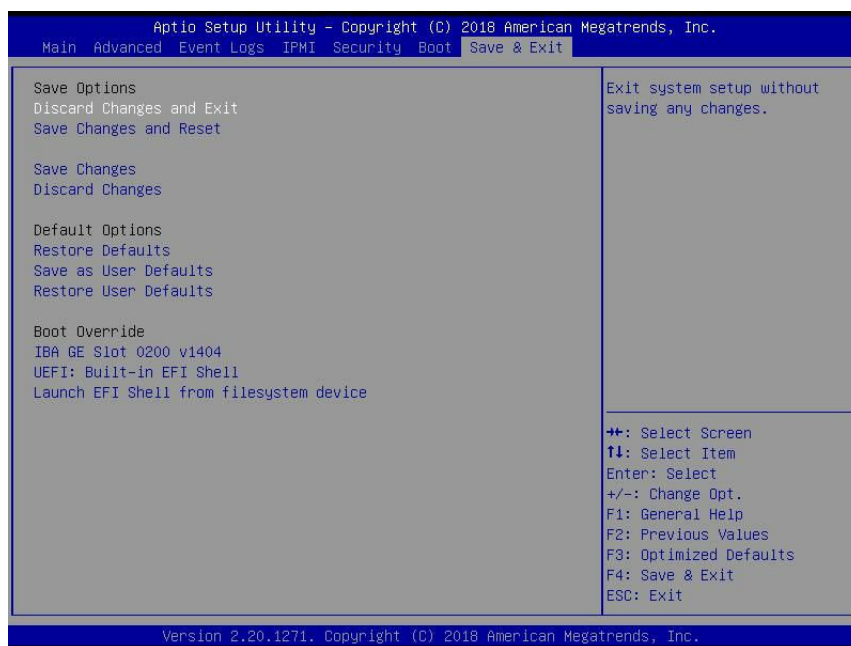 Aptio Setup Utility – Copyright (C) 2018 American Megatrends, Inc.
Main Advanced Event Logs IPMI Security Boot Save & Exit
Save Options
Discard Changes and Exit
Save Changes and Reset
Save Changes
Discard Changes
Default Options
Restore Defaults
Save as User Defaults
Restore User Defaults
Boot Override
IBA GE Slot 0200 v1404
UEFI: Built-in EFI Shell
Launch EFI Shell from filesystem device
Exit system setup without
saving any changes.
→←: Select Screen
↑↓: Select Item
Enter: Select
+/-: Change Opt.
F1: General Help
F2: Previous Values
F3: Optimized Defaults
F4: Save & Exit
ESC: Exit
Version 2.20.1271. Copyright (C) 2018 American Megatrends, Inc.